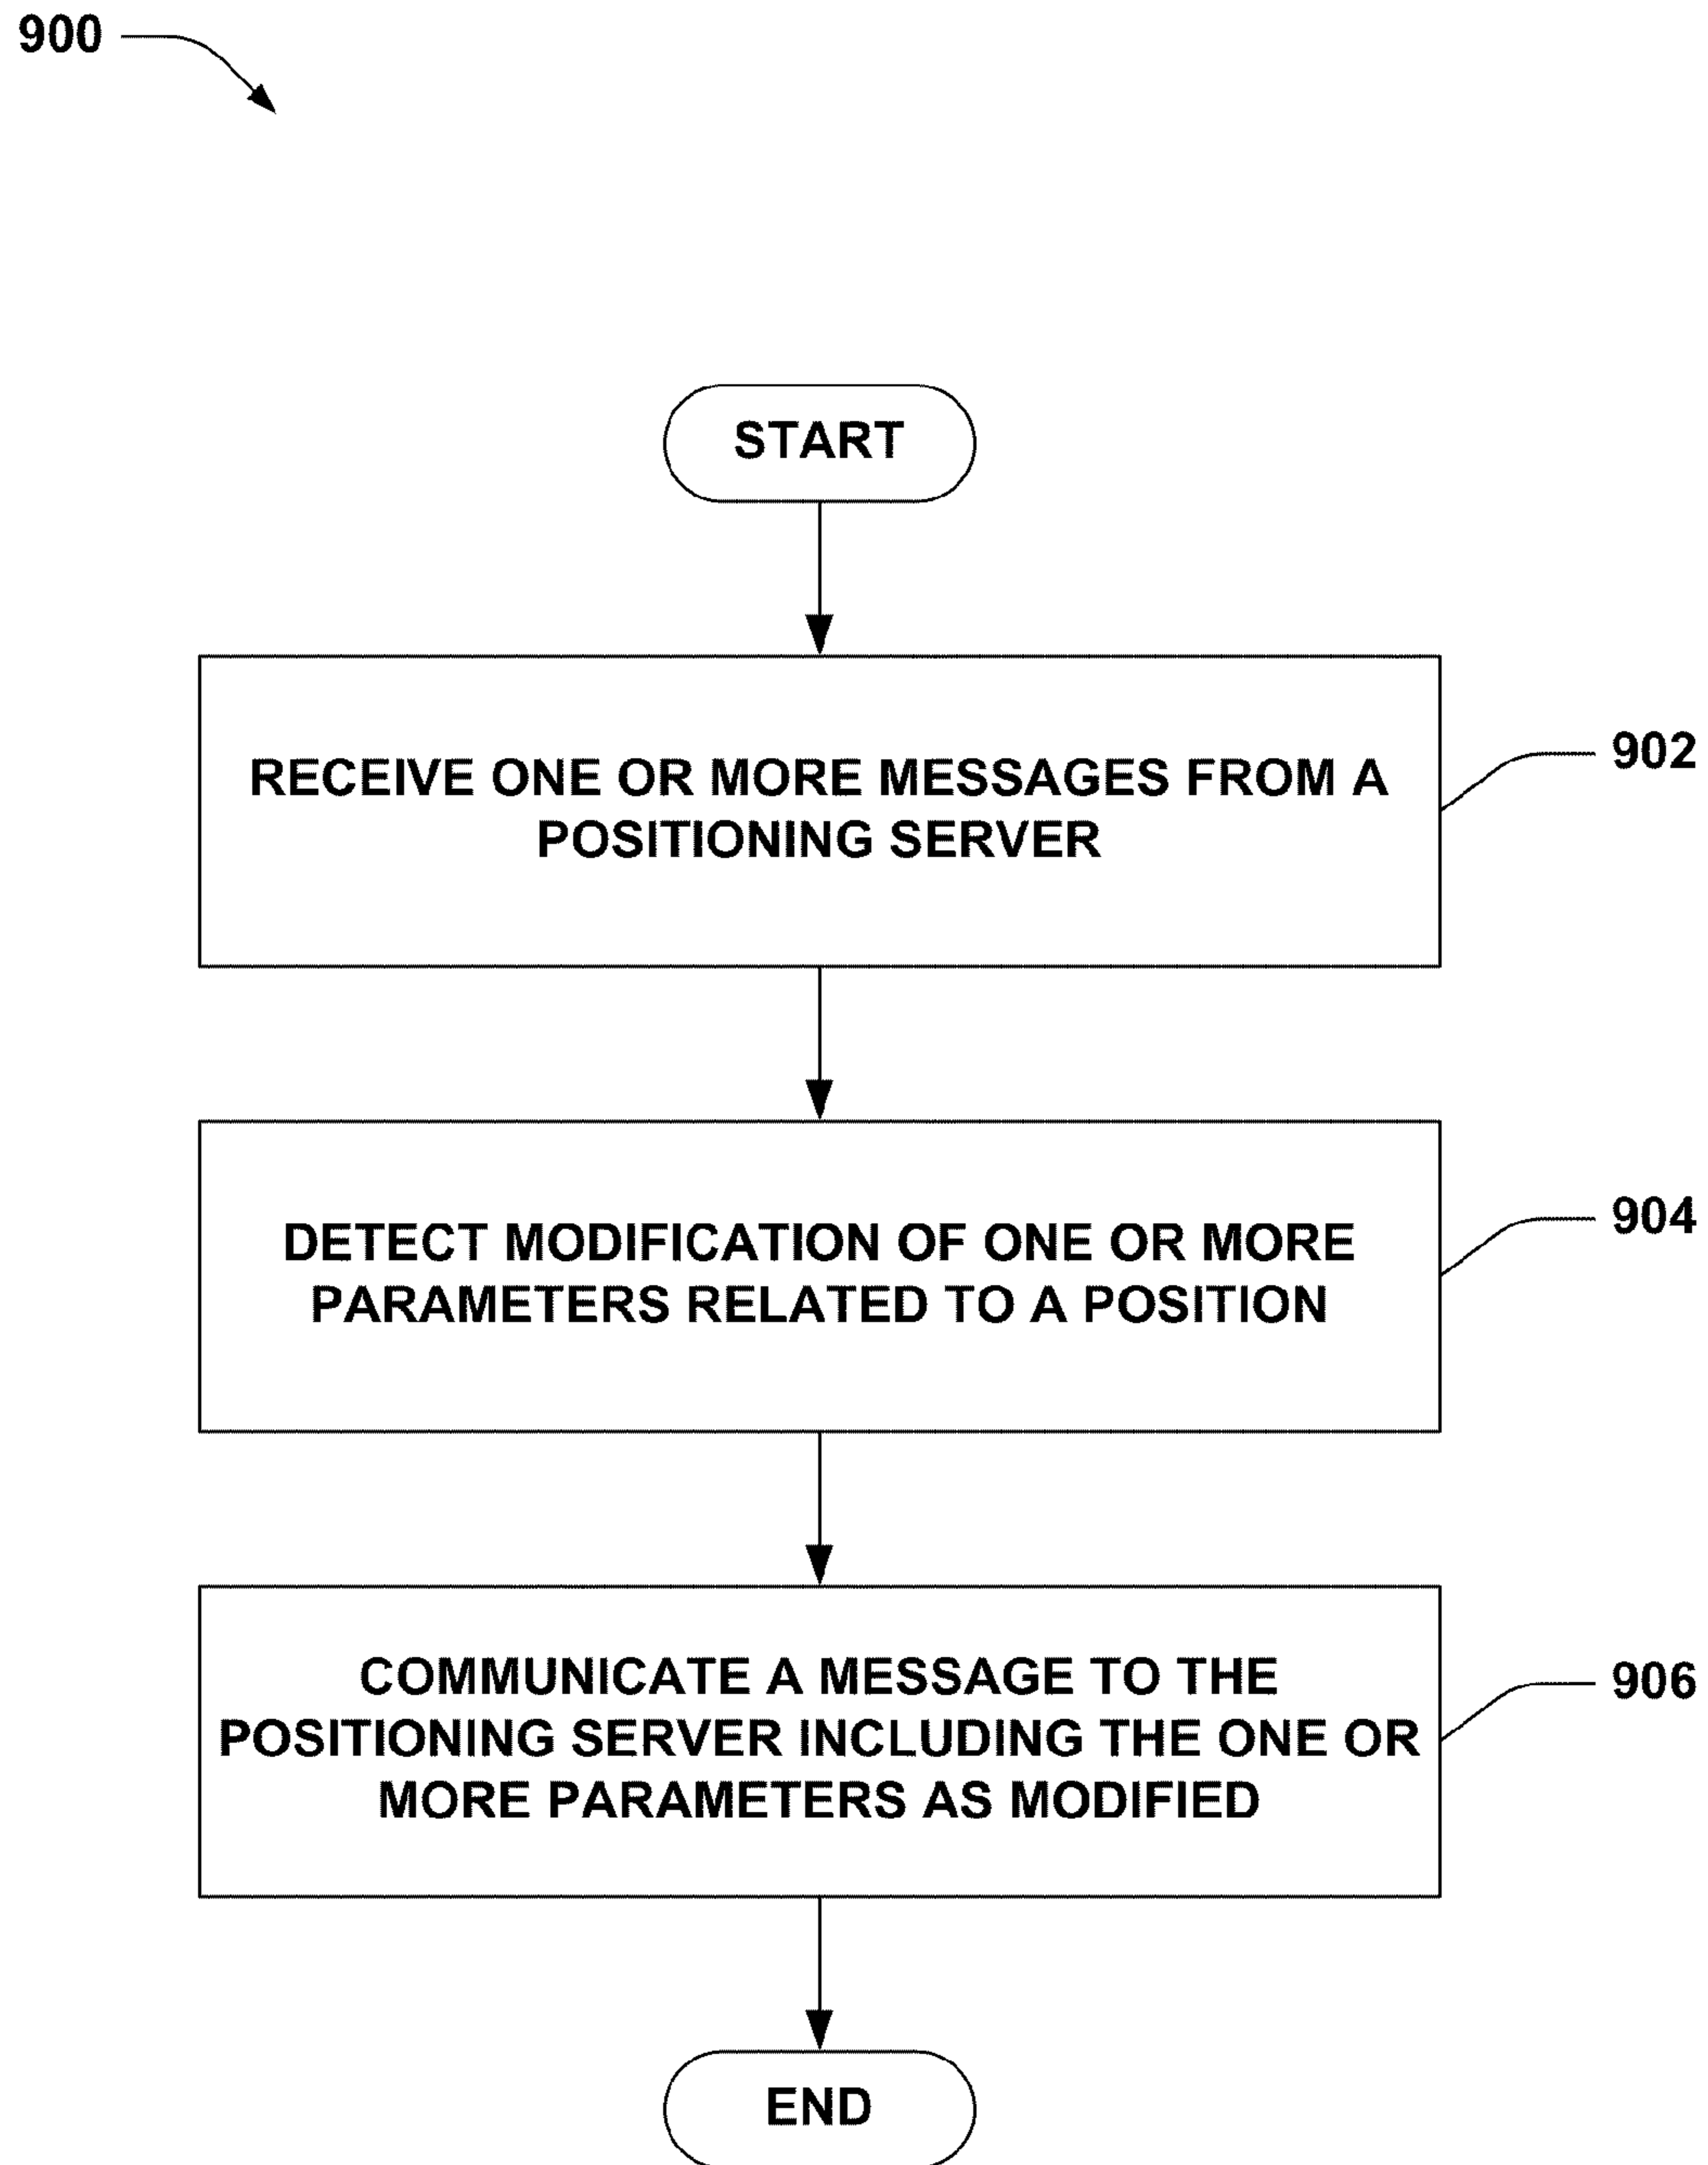 900
START
RECEIVE ONE OR MORE MESSAGES FROM A
POSITIONING SERVER
902
DETECT MODIFICATION OF ONE OR MORE
PARAMETERS RELATED TO A POSITION
904
COMMUNICATE A MESSAGE TO THE
POSITIONING SERVER INCLUDING THE ONE OR
MORE PARAMETERS AS MODIFIED
906
END